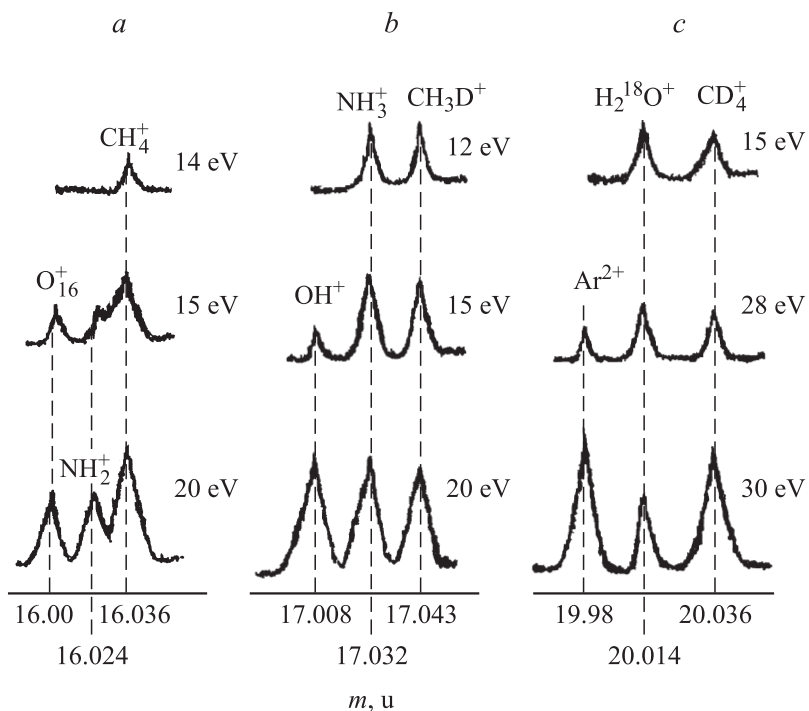 a
b
c
CH₄⁺
14 eV
NH₃⁺
CH₃D⁺
12 eV
H₂¹⁸O⁺
CD₄⁺
15 eV
O₁₆⁺
15 eV
OH⁺
15 eV
Ar²⁺
28 eV
NH₂⁺
20 eV
20 eV
30 eV
16.00
16.036
16.024
17.008
17.043
17.032
19.98
20.036
20.014
m, u